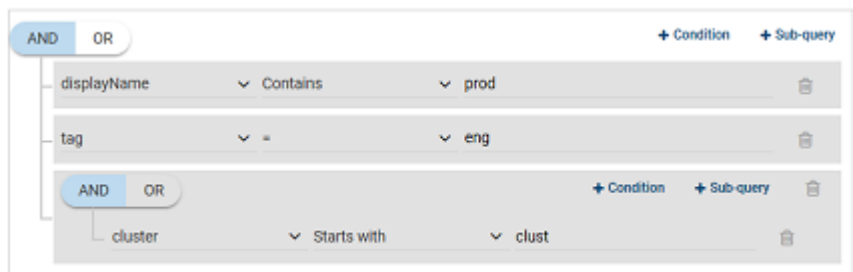 AND OR + Condition + Sub-query
displayName Contains prod
tag = eng
AND OR + Condition + Sub-query
cluster Starts with clust